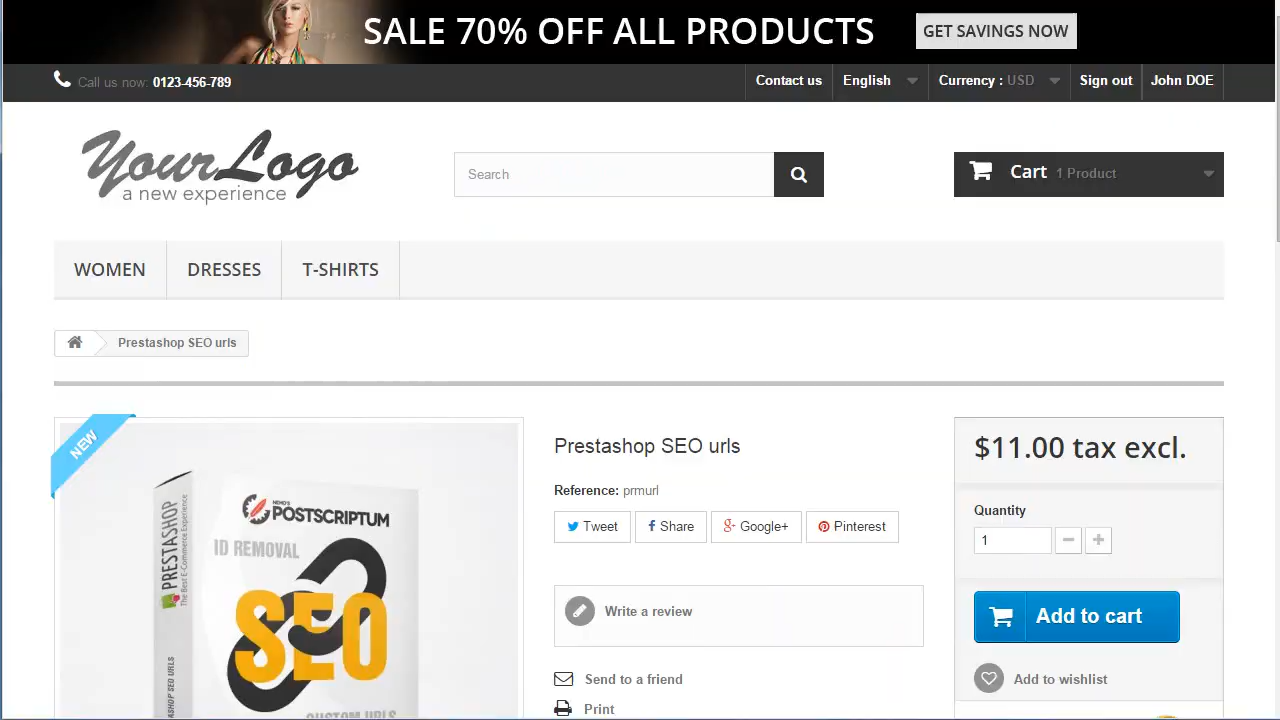 SALE 70% OFF ALL PRODUCTS GET SAVINGS NOW
Call us now: 0123-456-789 Contact us English Currency : USD Sign out John DOE
YourLogo
a new experience
Search
Cart 1 Product
WOMEN DRESSES T-SHIRTS
Prestashop SEO urls
NEW
PRESTASHOP
The Best E-Commerce Experience
NEMO'S
POSTSCRIPTUM
ID REMOVAL
SEO
CUSTOM URLS
Prestashop SEO urls
Reference: prmurl
Tweet Share Google+ Pinterest
Write a review
Send to a friend
Print
$11.00 tax excl.
Quantity
1
Add to cart
Add to wishlist